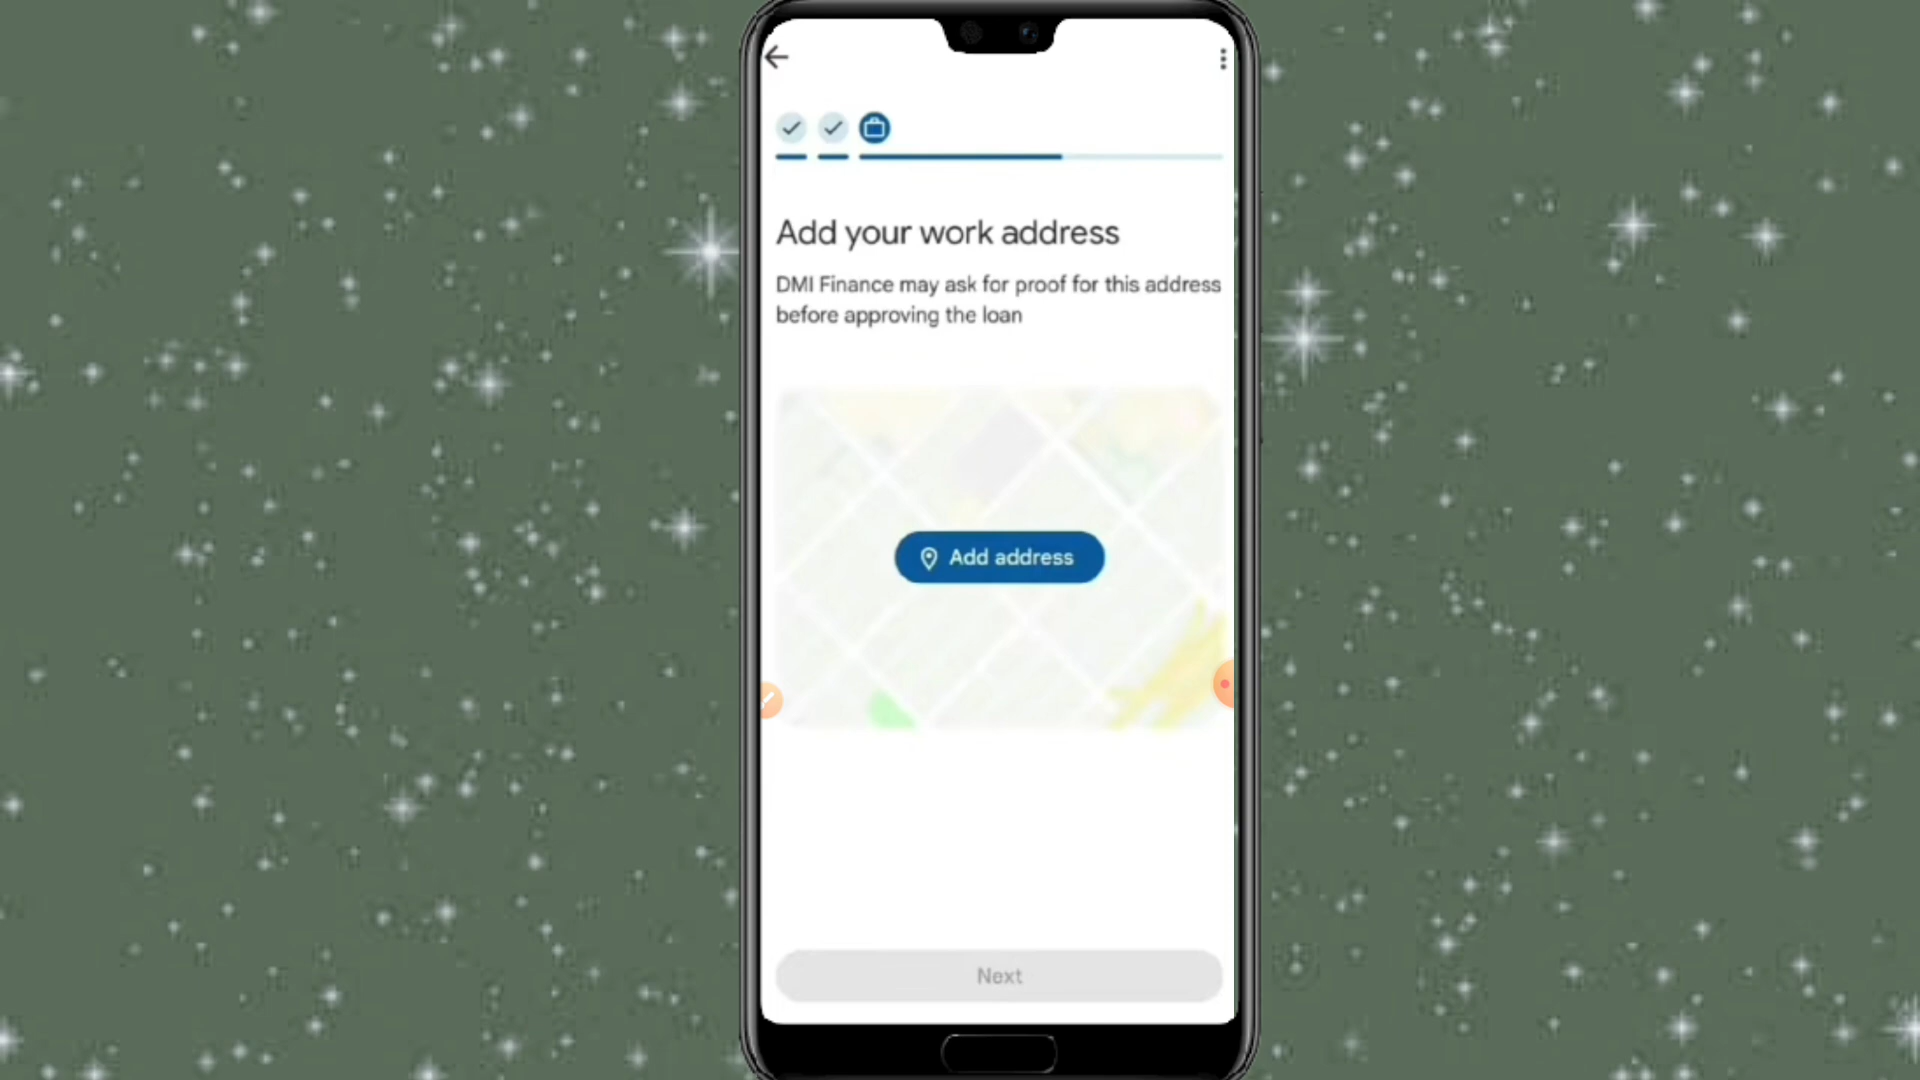 Add your work address
DMI Finance may ask for proof for this address
before approving the loan
Add address
Next